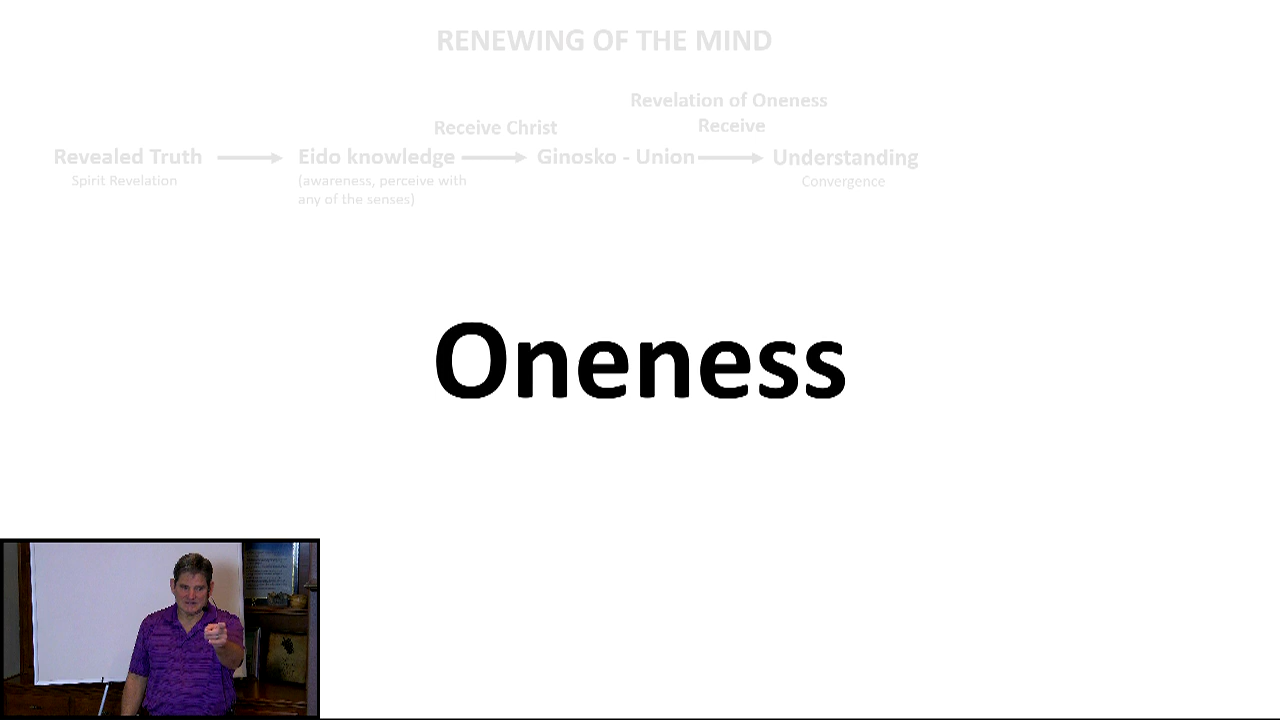 RENEWING OF THE MIND
Revelation of Oneness
Receive Christ
Receive
Revealed Truth → Eido knowledge → Ginosko - Union → Understanding
Spirit Revelation
(awareness, perceive with
any of the senses)
Convergence
Oneness